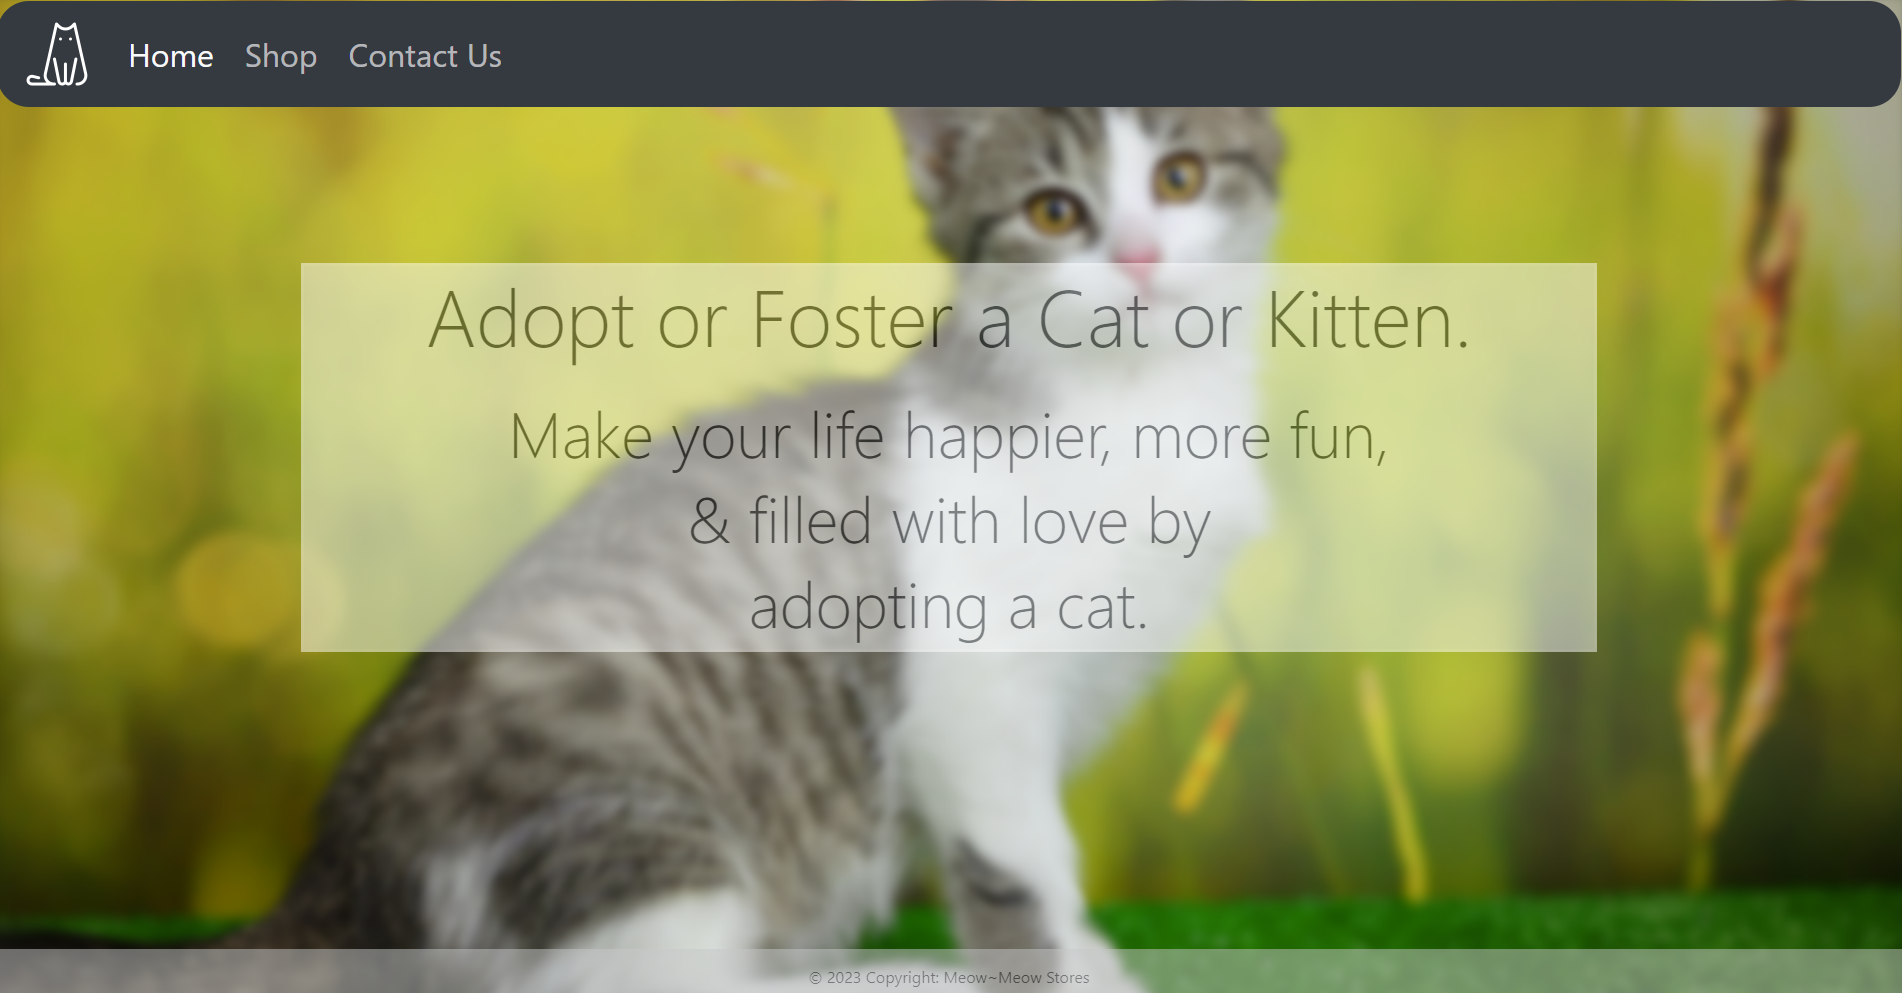 Home Shop Contact Us
Adopt or Foster a Cat or Kitten.
Make your life happier, more fun,
& filled with love by
adopting a cat.
© 2023 Copyright: Meow~Meow Stores